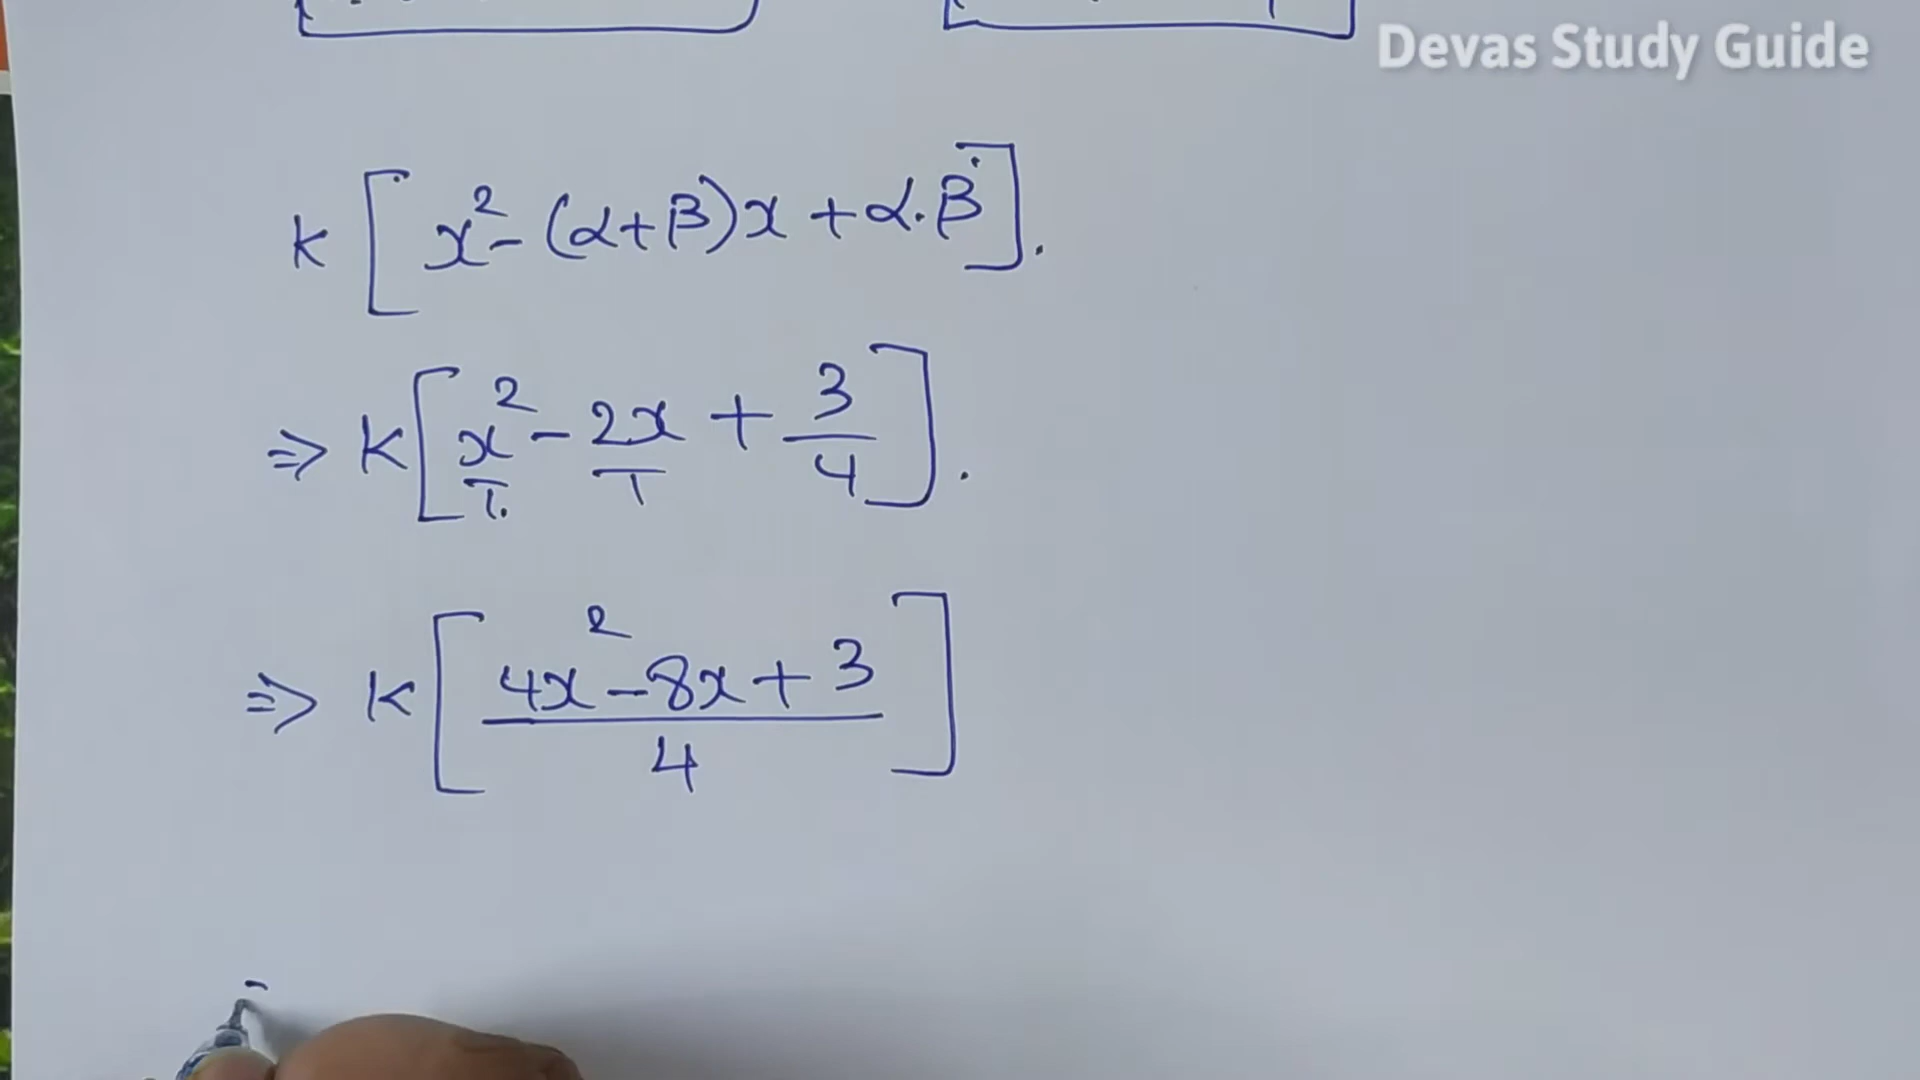 Devas Study Guide
K [ x² - (α+β)x + α.β ].
⇒ K [ x²/1 - 2x/1 + 3/4 ].
⇒ K [ 4x² - 8x + 3 / 4 ]